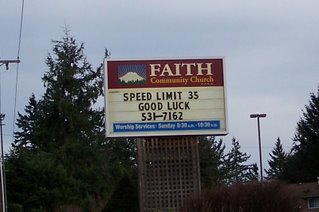 FAITH
Community Church
SPEED LIMIT 35
GOOD LUCK
531-7162
Worship Services: Sunday 8:30 a.m. - 10:30 a.m.